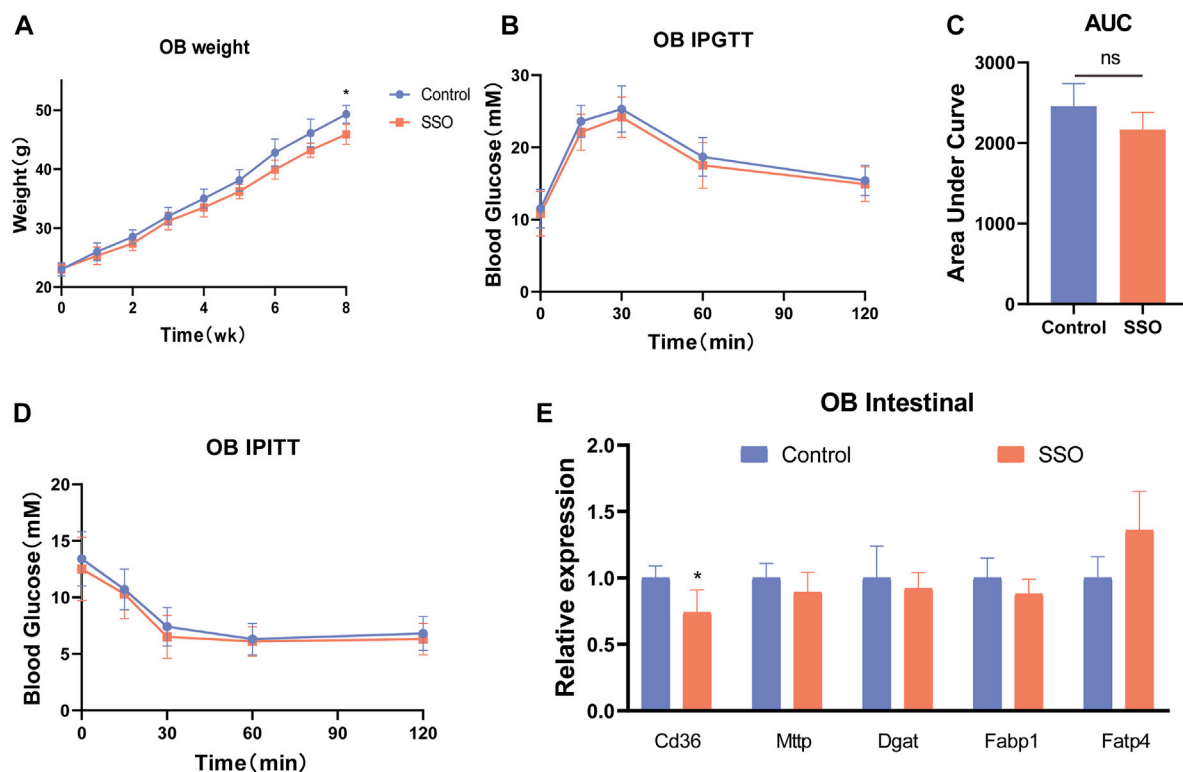 A
OB weight
Weight(g)
50
40
30
20
0 2 4 6 8
Time(wk)
*
Control
SSO
B
OB IPGTT
Blood Glucose(mM)
30
20
10
0
0 30 60 90 120
Time(min)
C
AUC
ns
Area Under Curve
3000
2000
1000
0
Control SSO
D
OB IPITT
Blood Glucose(mM)
20
15
10
5
0
0 30 60 90 120
Time(min)
E
OB Intestinal
Control SSO
Relative expression
2.0
1.5
1.0
0.5
0.0
*
Cd36 Mttp Dgat Fabp1 Fatp4